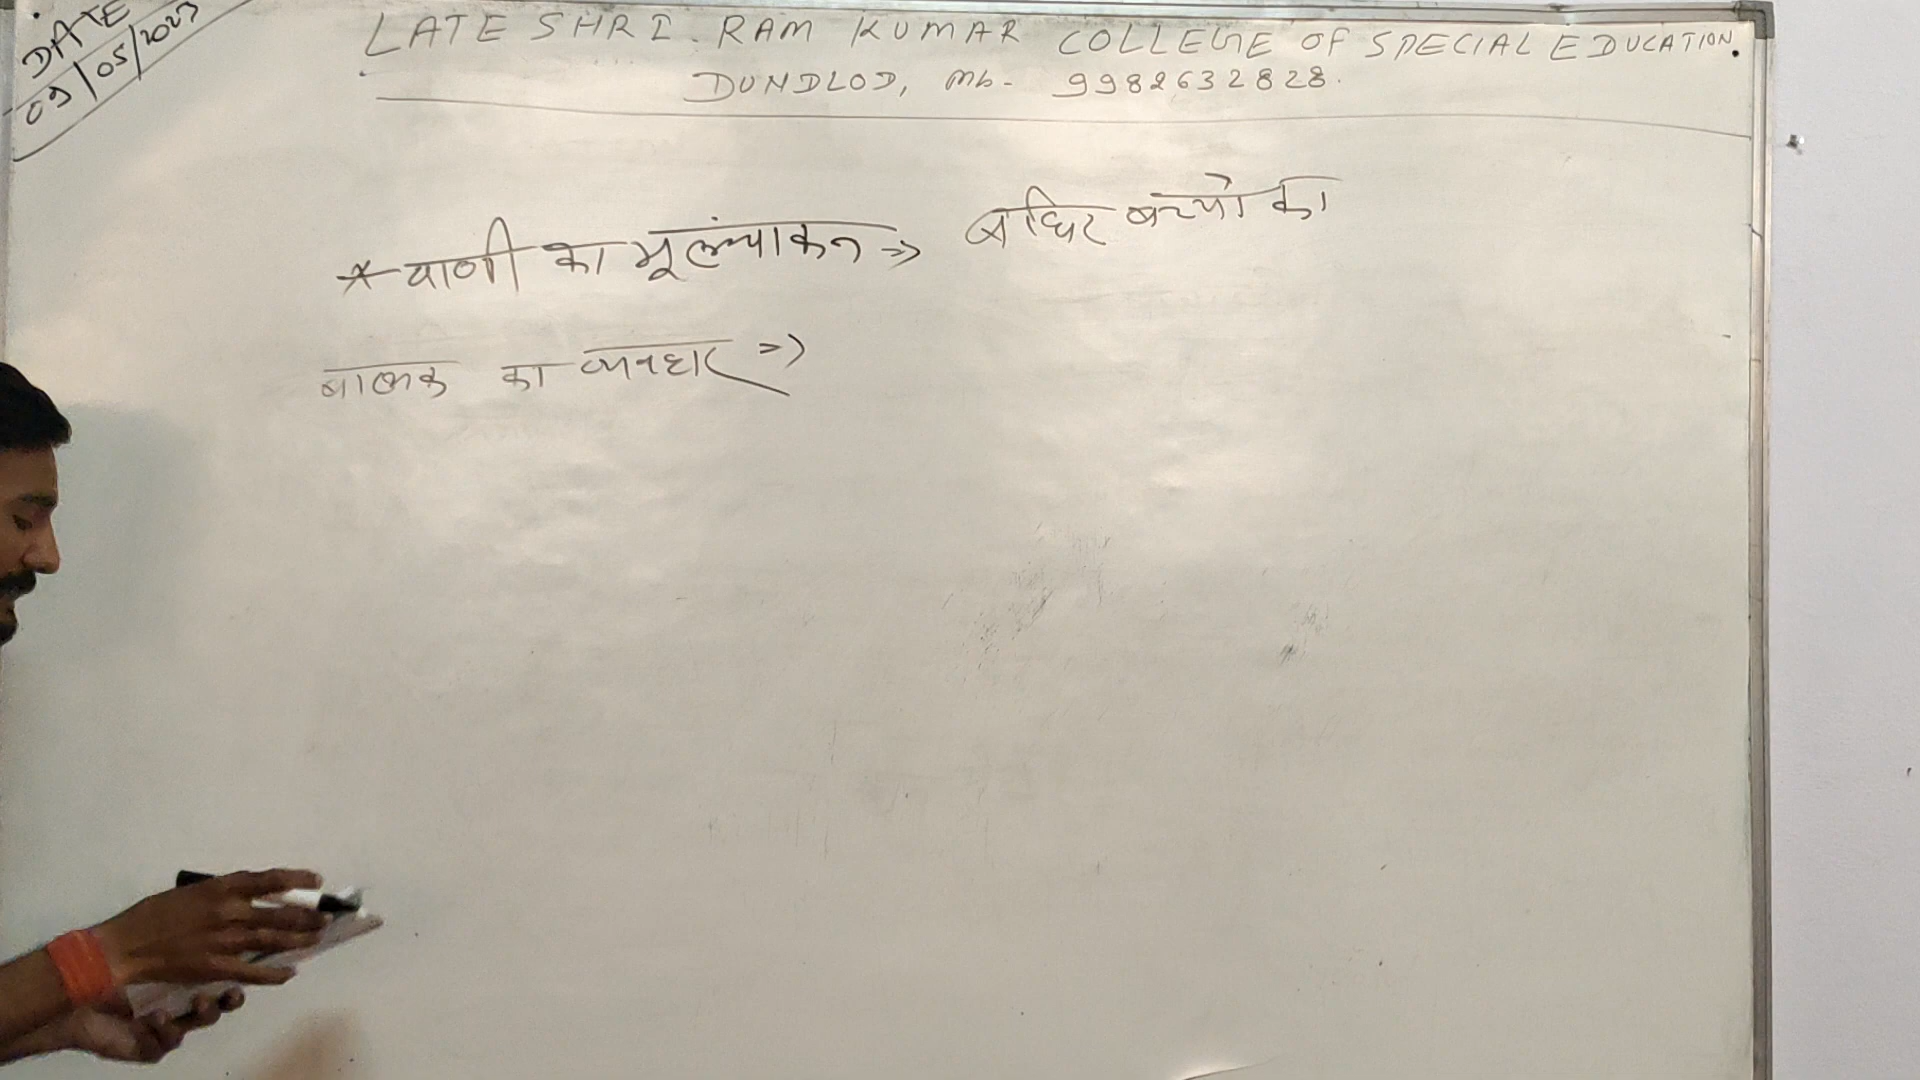 DATE
09/05/2023
LATE SHRI. RAM KUMAR COLLEGE OF SPECIAL EDUCATION.
DUNDLOD, Mb- 9982632828.
* वाणी का मूल्यांकन => बधिर बच्चो का
बालक का व्यवहार =>